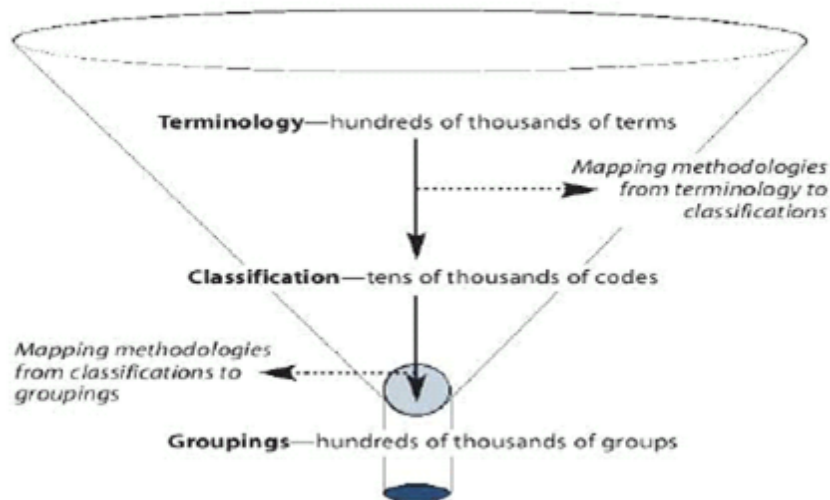 Terminology—hundreds of thousands of terms
Mapping methodologies
from terminology to
classifications
Classification—tens of thousands of codes
Mapping methodologies
from classifications to
groupings
Groupings—hundreds of thousands of groups